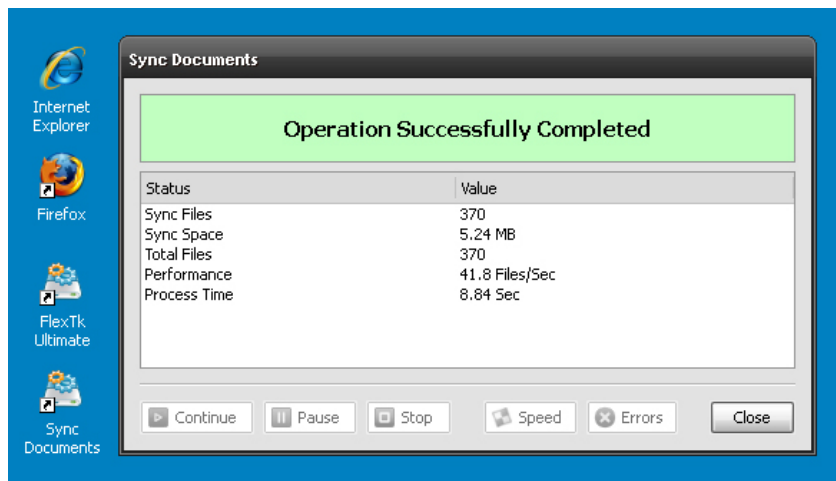 Internet
Explorer
Firefox
FlexTk
Ultimate
Sync
Documents
Sync Documents
Operation Successfully Completed
Status Value
Sync Files 370
Sync Space 5.24 MB
Total Files 370
Performance 41.8 Files/Sec
Process Time 8.84 Sec
Continue Pause Stop Speed Errors Close